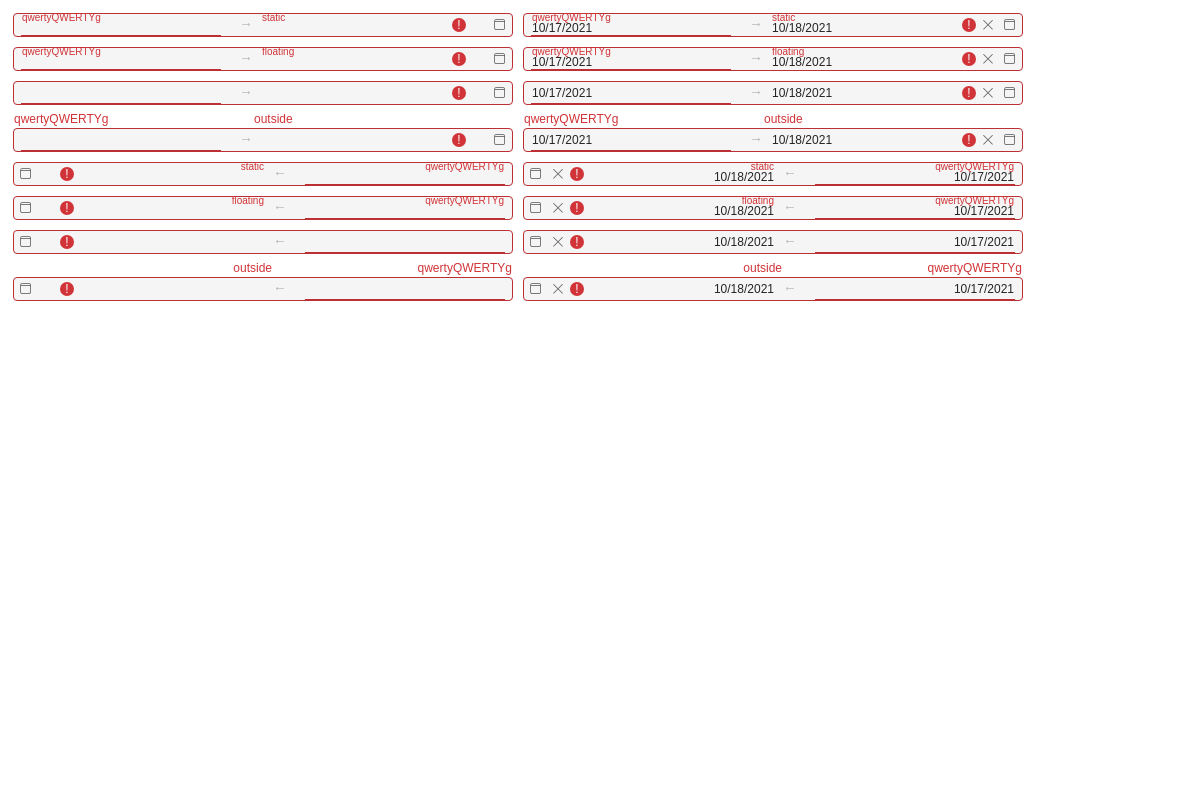 qwertyQWERTYg → static ! qwertyQWERTYg → static !
10/17/2021 10/18/2021
qwertyQWERTYg → floating ! qwertyQWERTYg → floating !
10/17/2021 10/18/2021
→ ! 10/17/2021 → 10/18/2021 !
qwertyQWERTYg outside qwertyQWERTYg outside
→ ! 10/17/2021 → 10/18/2021 !
! static ← qwertyQWERTYg ! static ← qwertyQWERTYg
10/18/2021 10/17/2021
! floating ← qwertyQWERTYg ! floating ← qwertyQWERTYg
10/18/2021 10/17/2021
! ← ! 10/18/2021 ← 10/17/2021
outside qwertyQWERTYg outside qwertyQWERTYg
! ← ! 10/18/2021 ← 10/17/2021